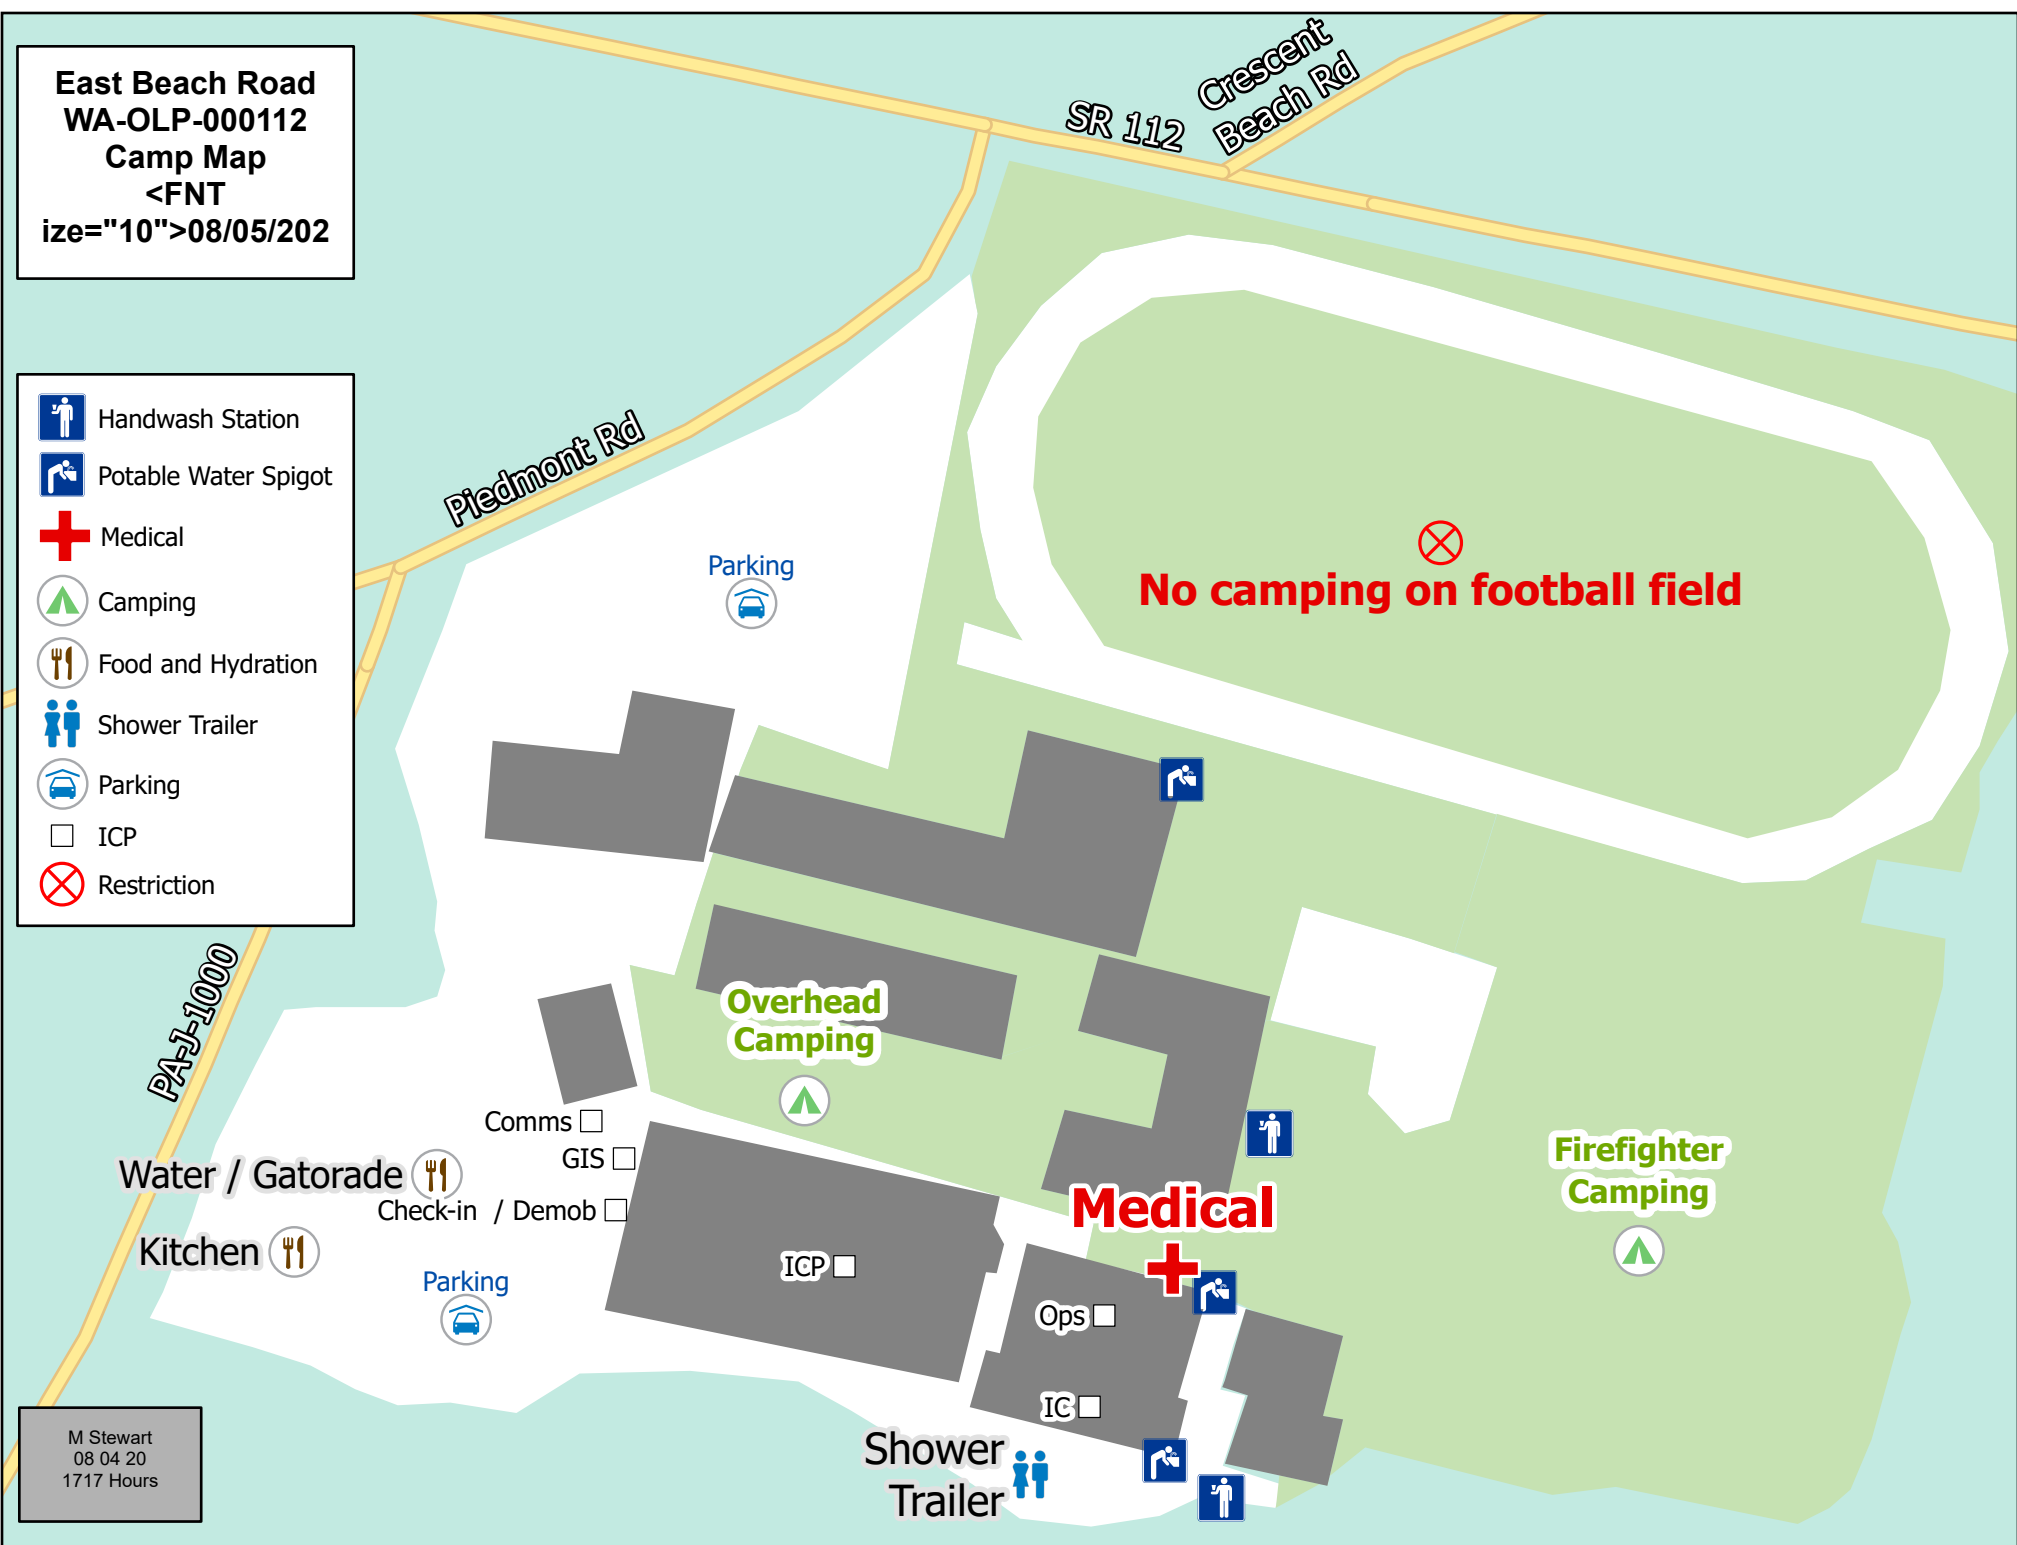 East Beach Road
WA-OLP-000112
Camp Map
<FNT
ize="10">08/05/202
SR 112
Crescent
Beach Rd
Handwash Station
Potable Water Spigot
Medical
Camping
Food and Hydration
Shower Trailer
Parking
ICP
Restriction
Piedmont Rd
Parking
No camping on football field
PA-J-1000
Overhead
Camping
Comms
GIS
Water / Gatorade
Check-in / Demob
Kitchen
Parking
ICP
Medical
Firefighter
Camping
Ops
IC
Shower
Trailer
M Stewart
08 04 20
1717 Hours